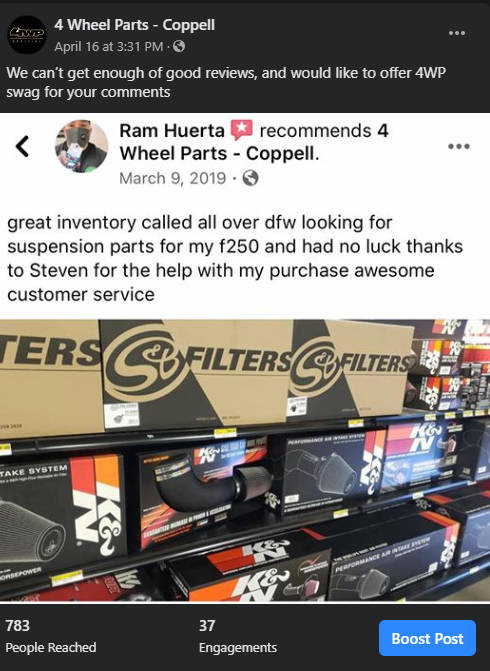 4WP
4 Wheel Parts - Coppell
April 16 at 3:31 PM ·
We can't get enough of good reviews, and would like to offer 4WP
swag for your comments
Ram Huerta recommends 4
Wheel Parts - Coppell.
March 9, 2019 ·
great inventory called all over dfw looking for
suspension parts for my f250 and had no luck thanks
to Steven for the help with my purchase awesome
customer service
TERS S&B FILTERS S&B FILTERS
K&N
TAKE SYSTEM
K&N
PERFORMANCE AIR INTAKE SYSTEM
K&N
K&N
HORSEPOWER
K&N
PERFORMANCE AIR INTAKE SYSTEM
783 37
People Reached Engagements
Boost Post